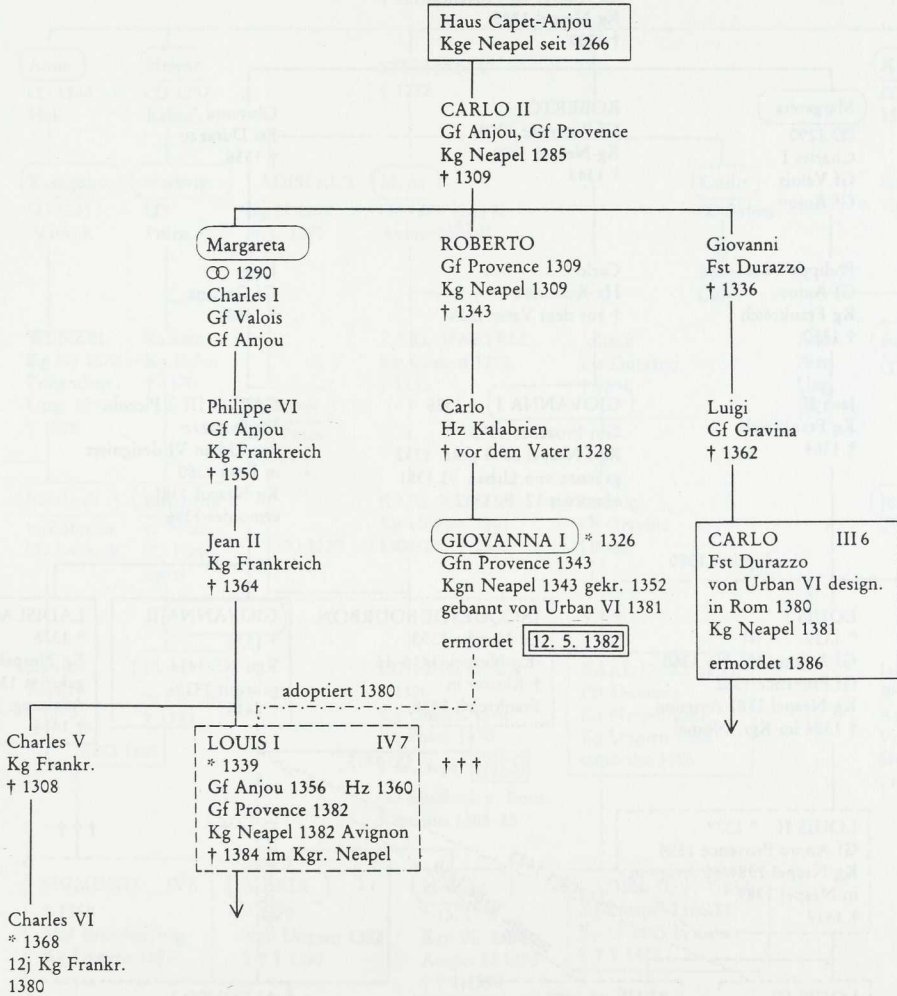 Haus Capet-Anjou
Kge Neapel seit 1266
CARLO II
Gf Anjou, Gf Provence
Kg Neapel 1285
† 1309
Margareta
ꝏ 1290
Charles I
Gf Valois
Gf Anjou
ROBERTO
Gf Provence 1309
Kg Neapel 1309
† 1343
Giovanni
Fst Durazzo
† 1336
Philippe VI
Gf Anjou
Kg Frankreich
† 1350
Carlo
Hz Kalabrien
† vor dem Vater 1328
Luigi
Gf Gravina
† 1362
Jean II
Kg Frankreich
† 1364
GIOVANNA I * 1326
Gfn Provence 1343
Kgn Neapel 1343 gekr. 1352
gebannt von Urban VI 1381
ermordet 12. 5. 1382
CARLO III 6
Fst Durazzo
von Urban VI design.
in Rom 1380
Kg Neapel 1381
ermordet 1386
adoptiert 1380
Charles V
Kg Frankr.
† 1308
LOUIS I IV 7
* 1339
Gf Anjou 1356 Hz 1360
Gf Provence 1382
Kg Neapel 1382 Avignon
† 1384 im Kgr. Neapel
† † †
Charles VI
* 1368
12j Kg Frankr.
1380